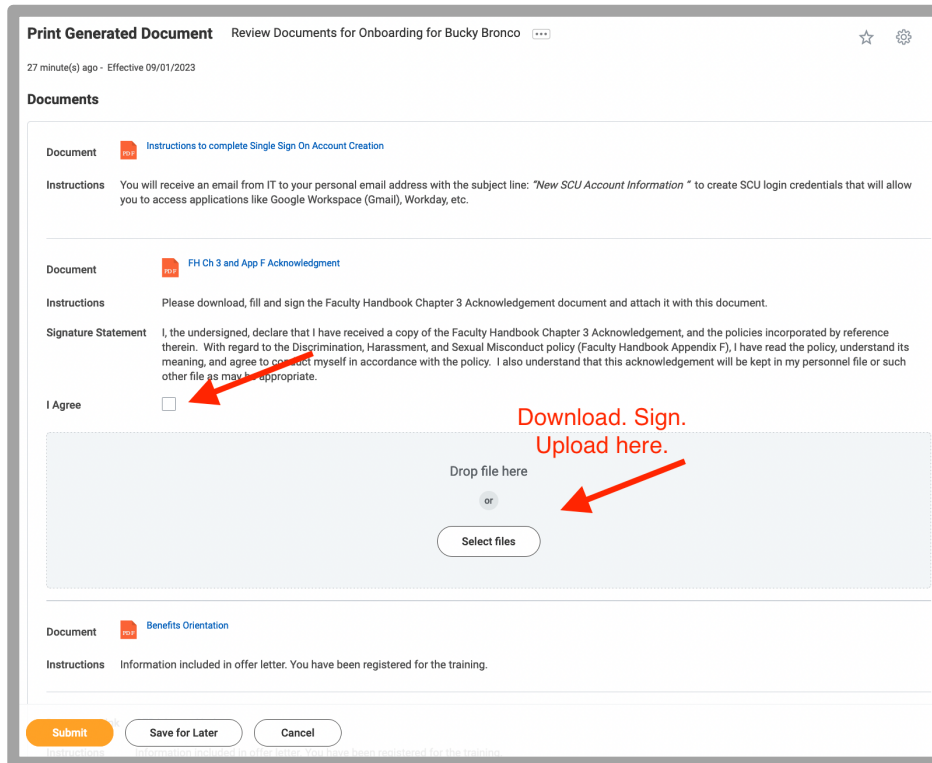 Print Generated Document Review Documents for Onboarding for Bucky Bronco
27 minute(s) ago - Effective 09/01/2023
Documents
Document PDF Instructions to complete Single Sign On Account Creation
Instructions You will receive an email from IT to your personal email address with the subject line: "New SCU Account Information " to create SCU login credentials that will allow
you to access applications like Google Workspace (Gmail), Workday, etc.
Document PDF FH Ch 3 and App F Acknowledgment
Instructions Please download, fill and sign the Faculty Handbook Chapter 3 Acknowledgement document and attach it with this document.
Signature Statement I, the undersigned, declare that I have received a copy of the Faculty Handbook Chapter 3 Acknowledgement, and the policies incorporated by reference
therein. With regard to the Discrimination, Harassment, and Sexual Misconduct policy (Faculty Handbook Appendix F), I have read the policy, understand its
meaning, and agree to conduct myself in accordance with the policy. I also understand that this acknowledgement will be kept in my personnel file or such
other file as may be appropriate.
I Agree
Download. Sign.
Upload here.
Drop file here
or
Select files
Document PDF Benefits Orientation
Instructions Information included in offer letter. You have been registered for the training.
Submit Save for Later Cancel
Instructions Information included in offer letter. You have been registered for the training.